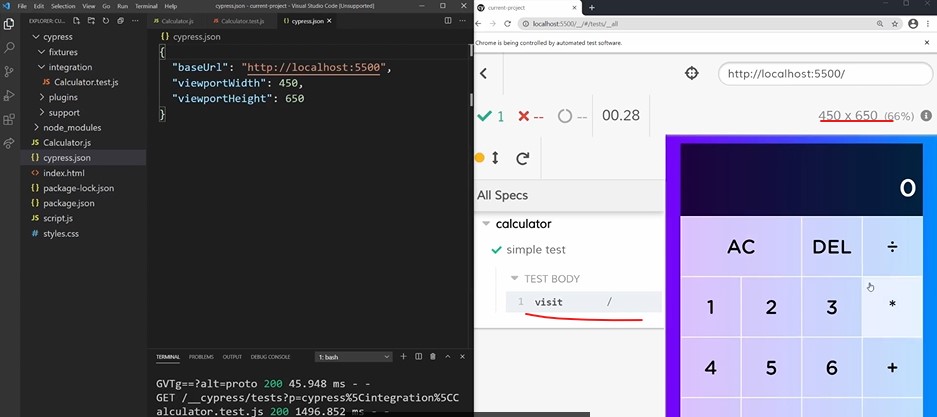 File Edit Selection View Go Run Terminal Help
cypress.json - current-project - Visual Studio Code [Unsupported]
EXPLORER: CU...
cypress
fixtures
integration
Calculator.test.js
plugins
support
node_modules
Calculator.js
cypress.json
index.html
package-lock.json
package.json
script.js
styles.css
Calculator.js
Calculator.test.js
cypress.json
cypress.json
{
"baseUrl": "http://localhost:5500",
"viewportWidth": 450,
"viewportHeight": 650
}
TERMINAL PROBLEMS OUTPUT DEBUG CONSOLE
1: bash
GVTg==?alt=proto 200 45.948 ms - -
GET /__cypress/tests?p=cypress%5Cintegration%5CC
alculator.test.js 200 1496.852 ms - -
current-project
localhost:5500/__/#/tests/__all
Chrome is being controlled by automated test software.
http://localhost:5500/
1 -- -- 00.28
450 x 650 (66%)
All Specs
calculator
simple test
TEST BODY
1 visit /
0
AC DEL ÷
1 2 3 *
4 5 6 +